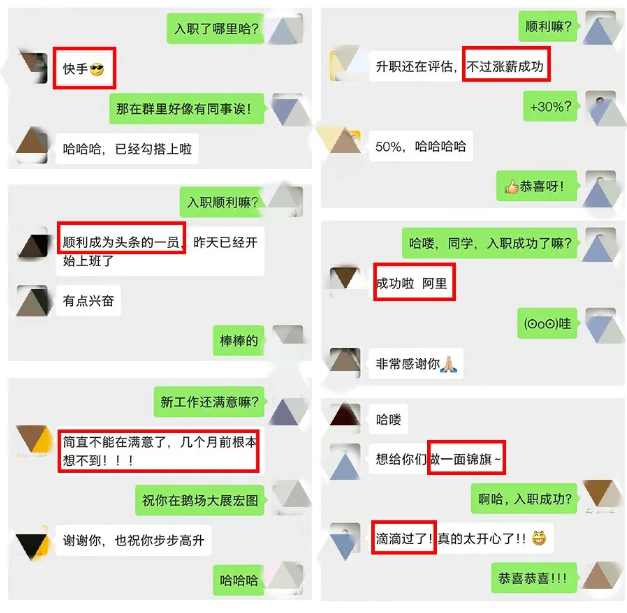 入职了哪里哈?
快手😎
那在群里好像有同事诶!
哈哈哈,已经勾搭上啦
入职顺利嘛?
顺利成为头条的一员,昨天已经开
始上班了
有点兴奋
棒棒的
新工作还满意嘛?
简直不能在满意了,几个月前根本
想不到!!!
祝你在鹅场大展宏图
谢谢你,也祝你步步高升
哈哈哈
顺利嘛?
升职还在评估,不过涨薪成功
+30%?
50%,哈哈哈哈
👍恭喜呀!
哈喽,同学,入职成功了嘛?
成功啦 阿里
(⊙o⊙)哇
非常感谢你🙏
哈喽
想给你们做一面锦旗~
啊哈,入职成功?
滴滴过了!真的太开心了!!😁
恭喜恭喜!!!